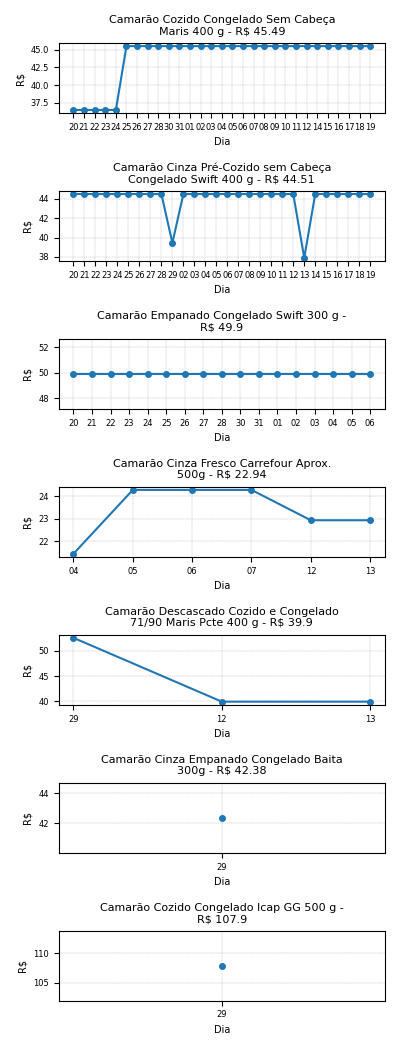 Camarão Cozido Congelado Sem Cabeça
Maris 400 g - R$ 45.49
45.0
42.5
40.0
37.5
R$
20 21 22 23 24 25 26 27 28 30 31 01 02 03 04 05 06 07 08 09 10 11 12 13 14 15 16 17 18 19
Dia
Camarão Cinza Pré-Cozido sem Cabeça
Congelado Swift 400 g - R$ 44.51
44
42
40
38
R$
20 21 22 23 24 25 26 27 28 29 02 03 04 05 06 07 08 09 10 11 12 13 14 15 16 17 18 19
Dia
Camarão Empanado Congelado Swift 300 g -
R$ 49.9
52
50
48
R$
20 21 22 23 24 25 26 27 28 30 31 01 02 03 04 05 06
Dia
Camarão Cinza Fresco Carrefour Aprox.
500g - R$ 22.94
24
23
22
R$
04 05 06 07 12 13
Dia
Camarão Descascado Cozido e Congelado
71/90 Maris Pcte 400 g - R$ 39.9
50
45
40
R$
29 12 13
Dia
Camarão Cinza Empanado Congelado Baita
300g - R$ 42.38
44
42
R$
29
Dia
Camarão Cozido Congelado Icap GG 500 g -
R$ 107.9
110
105
R$
29
Dia